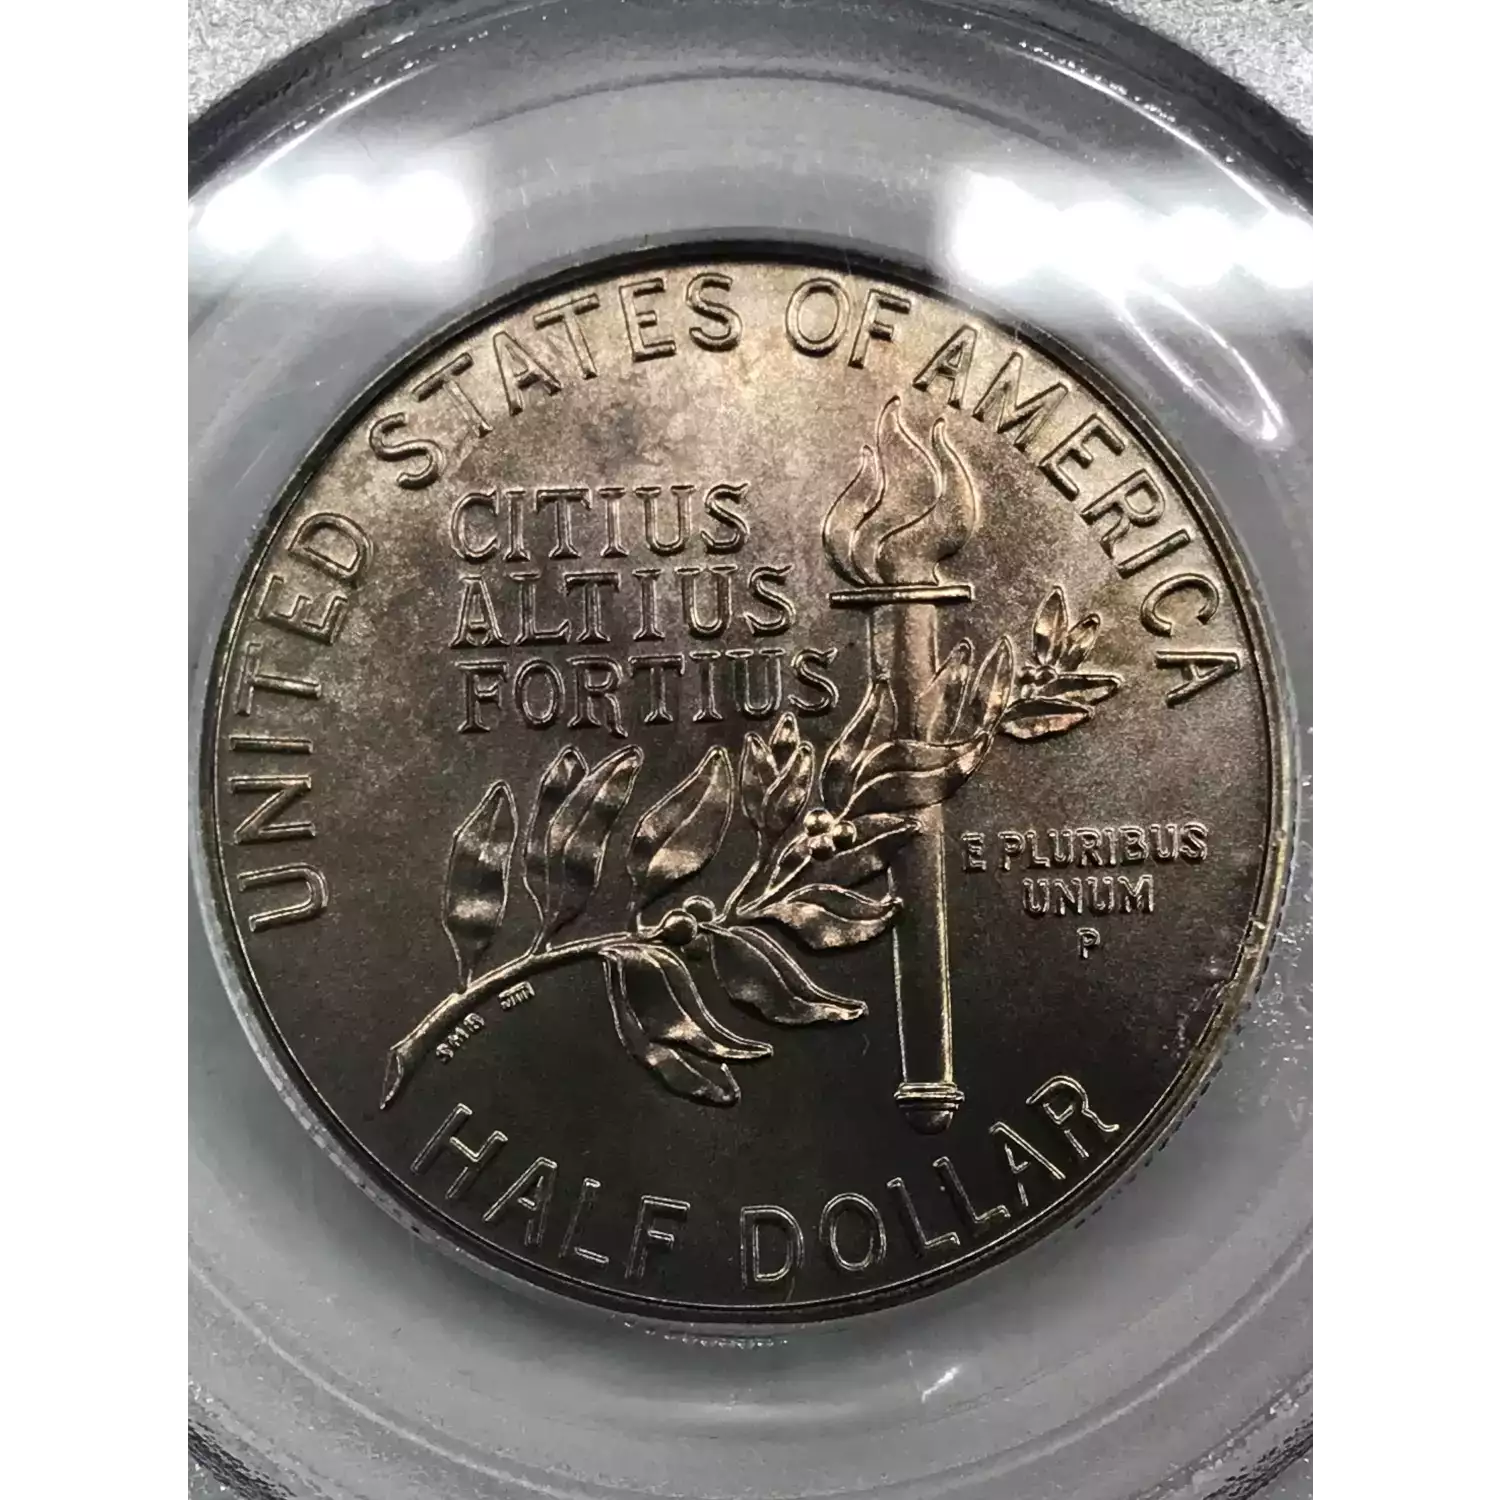 UNITED STATES OF AMERICA
CITIUS
ALTIUS
FORTIUS
E PLURIBUS
UNUM
P
HALF DOLLAR